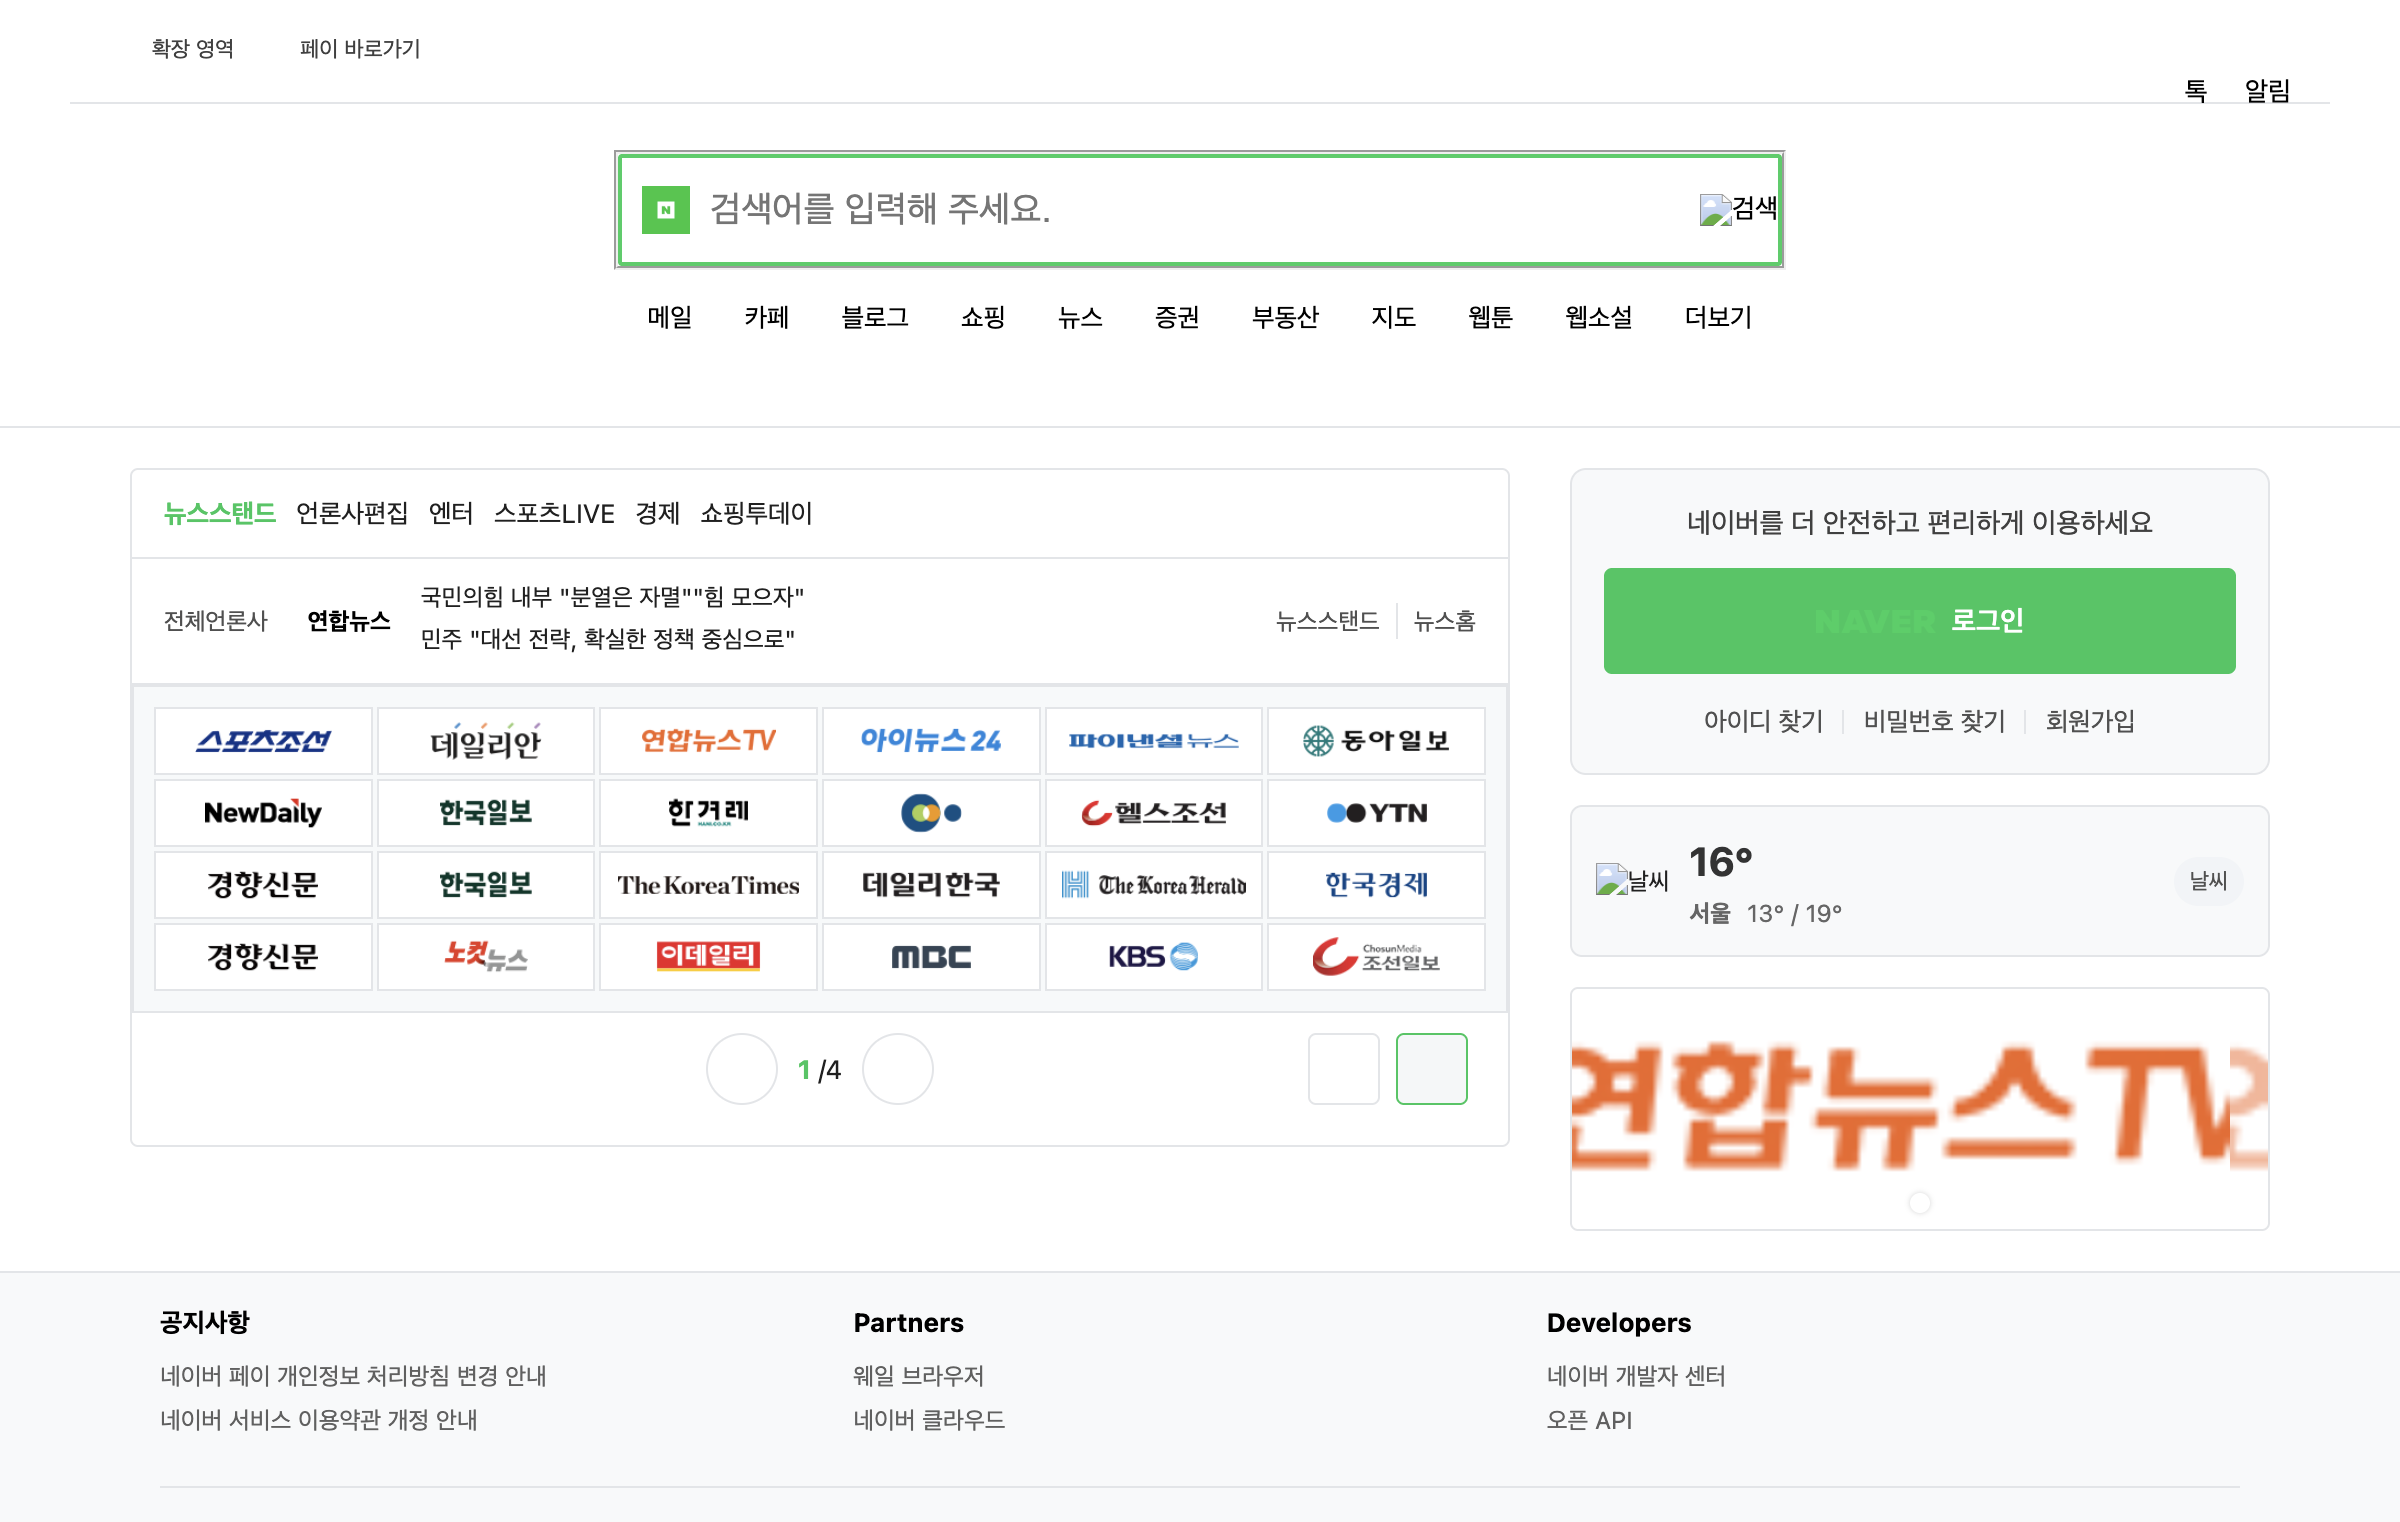 확장 영역 페이 바로가기
톡 알림
N 검색어를 입력해 주세요. 검색
메일 카페 블로그 쇼핑 뉴스 증권 부동산 지도 웹툰 웹소설 더보기
뉴스스탠드 언론사편집 엔터 스포츠LIVE 경제 쇼핑투데이
전체언론사 연합뉴스
국민의힘 내부 "분열은 자멸""힘 모으자"
민주 "대선 전략, 확실한 정책 중심으로"
뉴스스탠드 뉴스홈
스포츠조선 데일리안 연합뉴스TV 아이뉴스24 파이낸셜뉴스 동아일보
NewDaily 한국일보 한겨레 HANI.CO.KR 헬스조선 YTN
경향신문 한국일보 The Korea Times 데일리한국 The Korea Herald 한국경제
경향신문 노컷뉴스 이데일리 MBC KBS ChosunMedia 조선일보
1 /4
네이버를 더 안전하고 편리하게 이용하세요
NAVER 로그인
아이디 찾기 비밀번호 찾기 회원가입
날씨 16°
서울 13° / 19°
날씨
연합뉴스TV
공지사항
네이버 페이 개인정보 처리방침 변경 안내
네이버 서비스 이용약관 개정 안내
Partners
웨일 브라우저
네이버 클라우드
Developers
네이버 개발자 센터
오픈 API